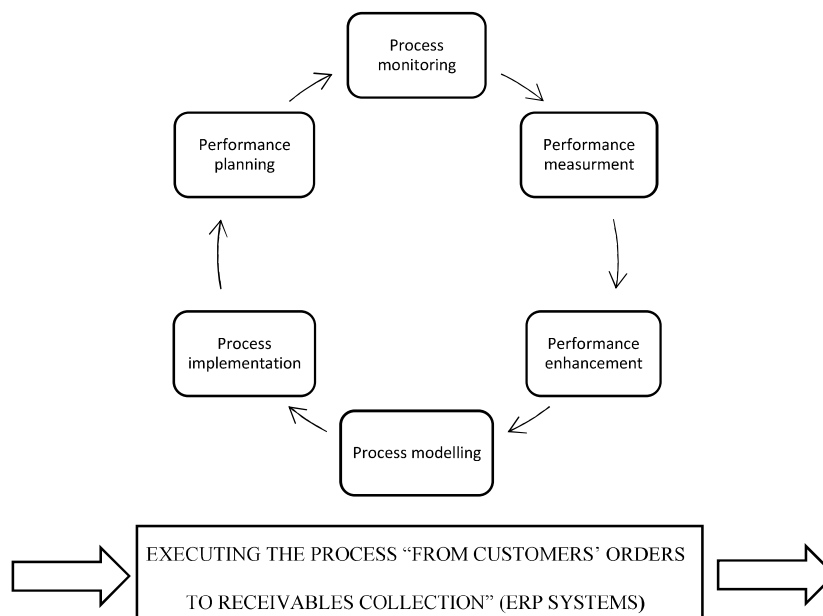 Process
monitoring
Performance
planning
Performance
measurment
Process
implementation
Performance
enhancement
Process modelling
EXECUTING THE PROCESS “FROM CUSTOMERS’ ORDERS
TO RECEIVABLES COLLECTION” (ERP SYSTEMS)